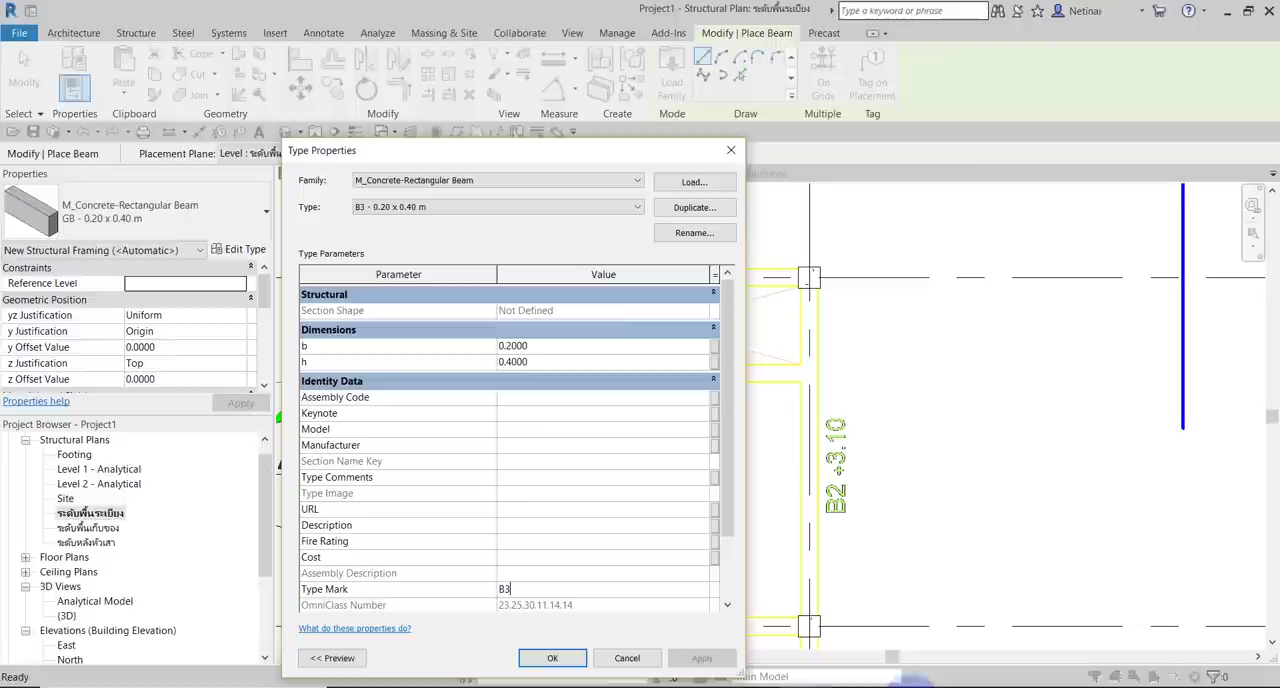 Project1 - Structural Plan: ระดับพื้นระเบียง
Type a keyword or phrase
Netinai
File
Architecture
Structure
Steel
Systems
Insert
Annotate
Analyze
Massing & Site
Collaborate
View
Manage
Add-Ins
Modify | Place Beam
Precast
Modify
Paste
Cope
Cut
Join
Load
Family
On
Grids
Tag on
Placement
Select
Properties
Clipboard
Geometry
Modify
View
Measure
Create
Mode
Draw
Multiple
Tag
Modify | Place Beam
Placement Plane:
Level : ระดับพื้น
Properties
M_Concrete-Rectangular Beam
GB - 0.20 x 0.40 m
New Structural Framing (<Automatic>)
Edit Type
Constraints
Reference Level
Geometric Position
yz Justification Uniform
y Justification Origin
y Offset Value 0.0000
z Justification Top
z Offset Value 0.0000
Properties help
Apply
Project Browser - Project1
Structural Plans
Footing
Level 1 - Analytical
Level 2 - Analytical
Site
ระดับพื้นระเบียง
ระดับพื้นเก็บของ
ระดับหลังหัวเสา
Floor Plans
Ceiling Plans
3D Views
Analytical Model
{3D}
Elevations (Building Elevation)
East
North
Ready
Type Properties
Family:
M_Concrete-Rectangular Beam
Load...
Type:
B3 - 0.20 x 0.40 m
Duplicate...
Rename...
Type Parameters
Parameter Value =
Structural
Section Shape Not Defined
Dimensions
b 0.2000
h 0.4000
Identity Data
Assembly Code
Keynote
Model
Manufacturer
Section Name Key
Type Comments
Type Image
URL
Description
Fire Rating
Cost
Assembly Description
Type Mark B3
OmniClass Number 23.25.30.11.14.14
What do these properties do?
<< Preview
OK
Cancel
Apply
B2 +3.10
:0
ain Model
:0